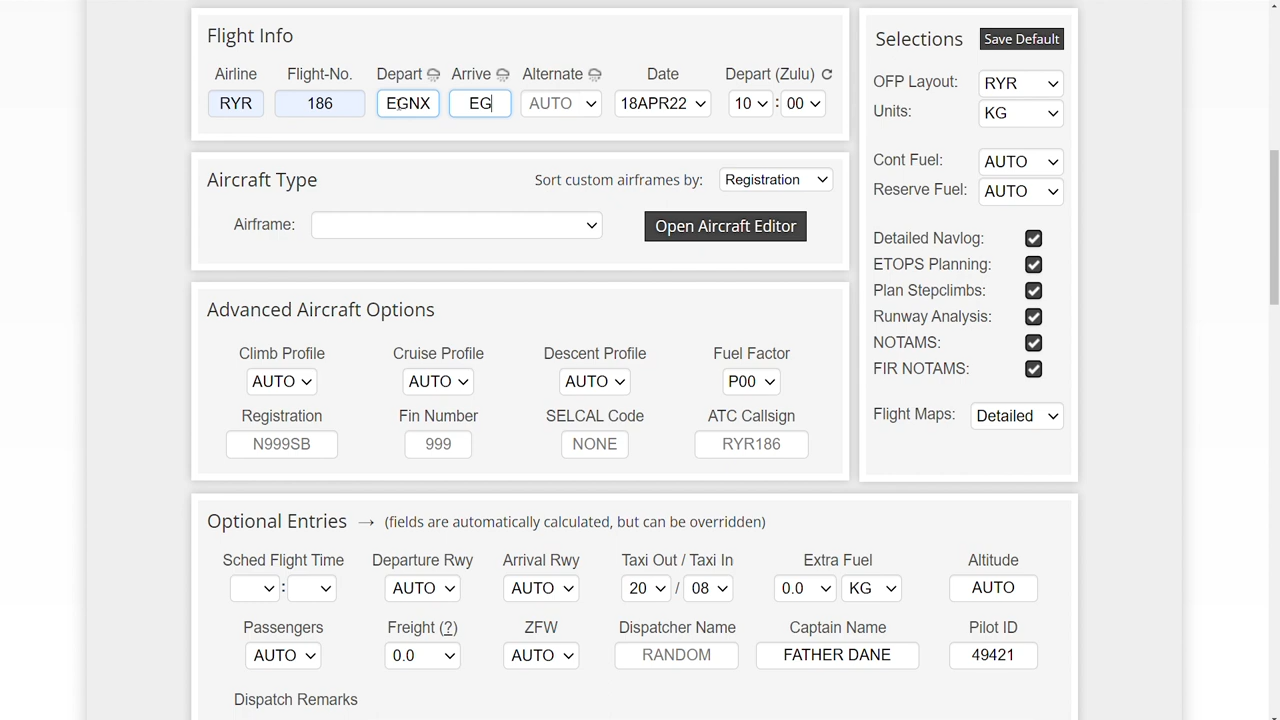 Flight Info
Airline Flight-No. Depart Arrive Alternate Date Depart (Zulu)
RYR 186 EGNX EG AUTO 18APR22 10 : 00
Aircraft Type Sort custom airframes by: Registration
Airframe: Open Aircraft Editor
Advanced Aircraft Options
Climb Profile Cruise Profile Descent Profile Fuel Factor
AUTO AUTO AUTO P00
Registration Fin Number SELCAL Code ATC Callsign
N999SB 999 NONE RYR186
Selections Save Default
OFP Layout: RYR
Units: KG
Cont Fuel: AUTO
Reserve Fuel: AUTO
Detailed Navlog:
ETOPS Planning:
Plan Stepclimbs:
Runway Analysis:
NOTAMS:
FIR NOTAMS:
Flight Maps: Detailed
Optional Entries → (fields are automatically calculated, but can be overridden)
Sched Flight Time Departure Rwy Arrival Rwy Taxi Out / Taxi In Extra Fuel Altitude
: AUTO AUTO 20 / 08 0.0 KG AUTO
Passengers Freight (?) ZFW Dispatcher Name Captain Name Pilot ID
AUTO 0.0 AUTO RANDOM FATHER DANE 49421
Dispatch Remarks